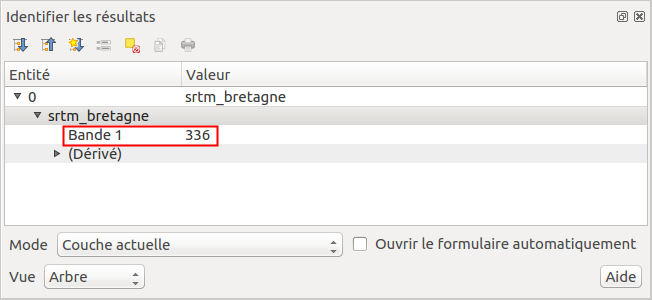 Identifier les résultats
Entité Valeur
0 srtm_bretagne
srtm_bretagne
Bande 1 336
(Dérivé)
Mode Couche actuelle Ouvrir le formulaire automatiquement
Vue Arbre Aide